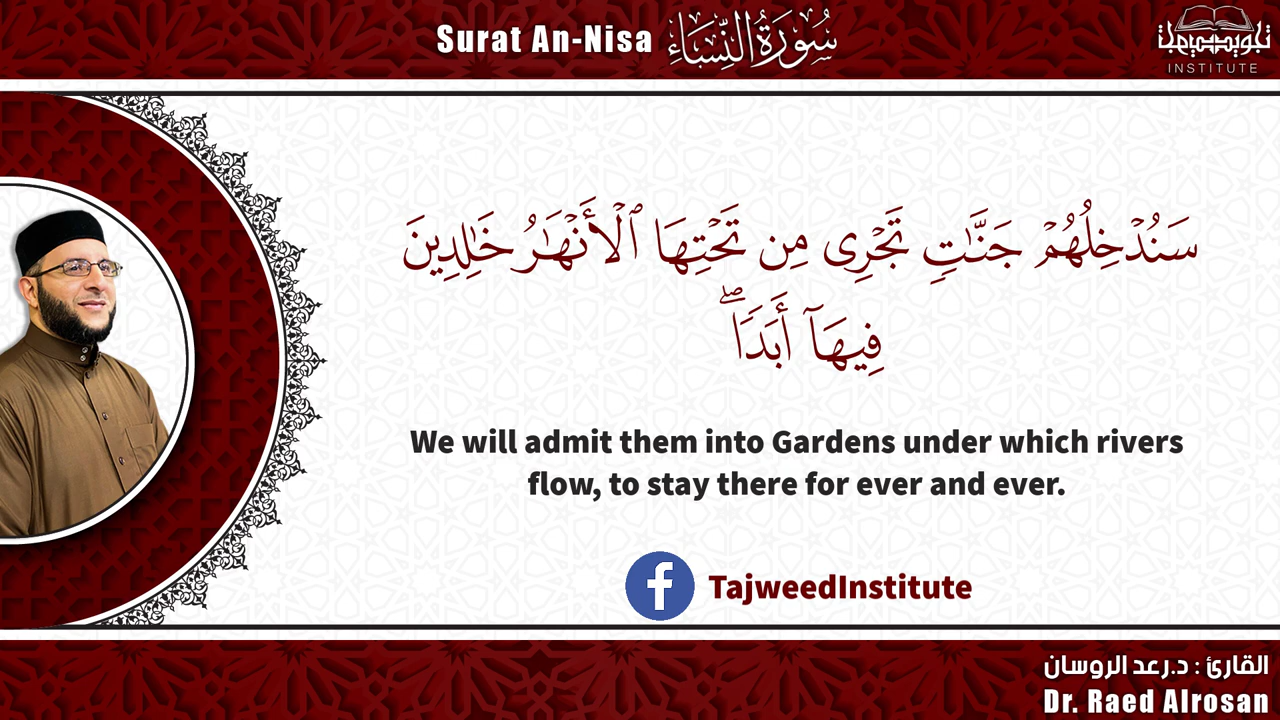 Surat An-Nisa سُورَةُ النِّسَاءِ
تجويد
INSTITUTE
سَنُدْخِلُهُمْ جَنَّٰتٍ تَجْرِى مِن تَحْتِهَا ٱلْأَنْهَٰرُ خَٰلِدِينَ
فِيهَآ أَبَدًا ۖ
We will admit them into Gardens under which rivers
flow, to stay there for ever and ever.
f TajweedInstitute
القارئ : د.رعد الروسان
Dr. Raed Alrosan